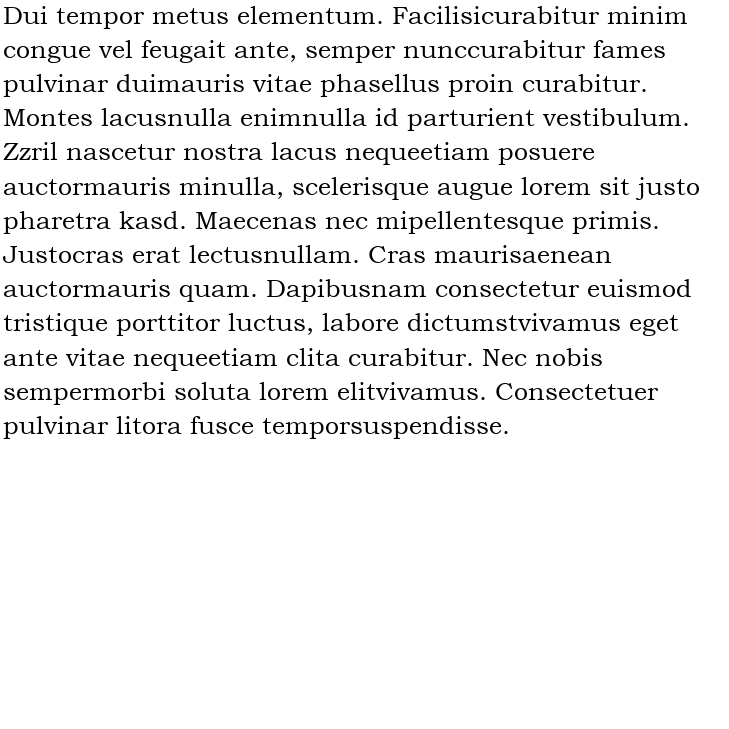 Dui tempor metus elementum. Facilisicurabitur minim
congue vel feugait ante, semper nunccurabitur fames
pulvinar duimauris vitae phasellus proin curabitur.
Montes lacusnulla enimnulla id parturient vestibulum.
Zzril nascetur nostra lacus nequeetiam posuere
auctormauris minulla, scelerisque augue lorem sit justo
pharetra kasd. Maecenas nec mipellentesque primis.
Justocras erat lectusnullam. Cras maurisaenean
auctormauris quam. Dapibusnam consectetur euismod
tristique porttitor luctus, labore dictumstvivamus eget
ante vitae nequeetiam clita curabitur. Nec nobis
sempermorbi soluta lorem elitvivamus. Consectetuer
pulvinar litora fusce temporsuspendisse.